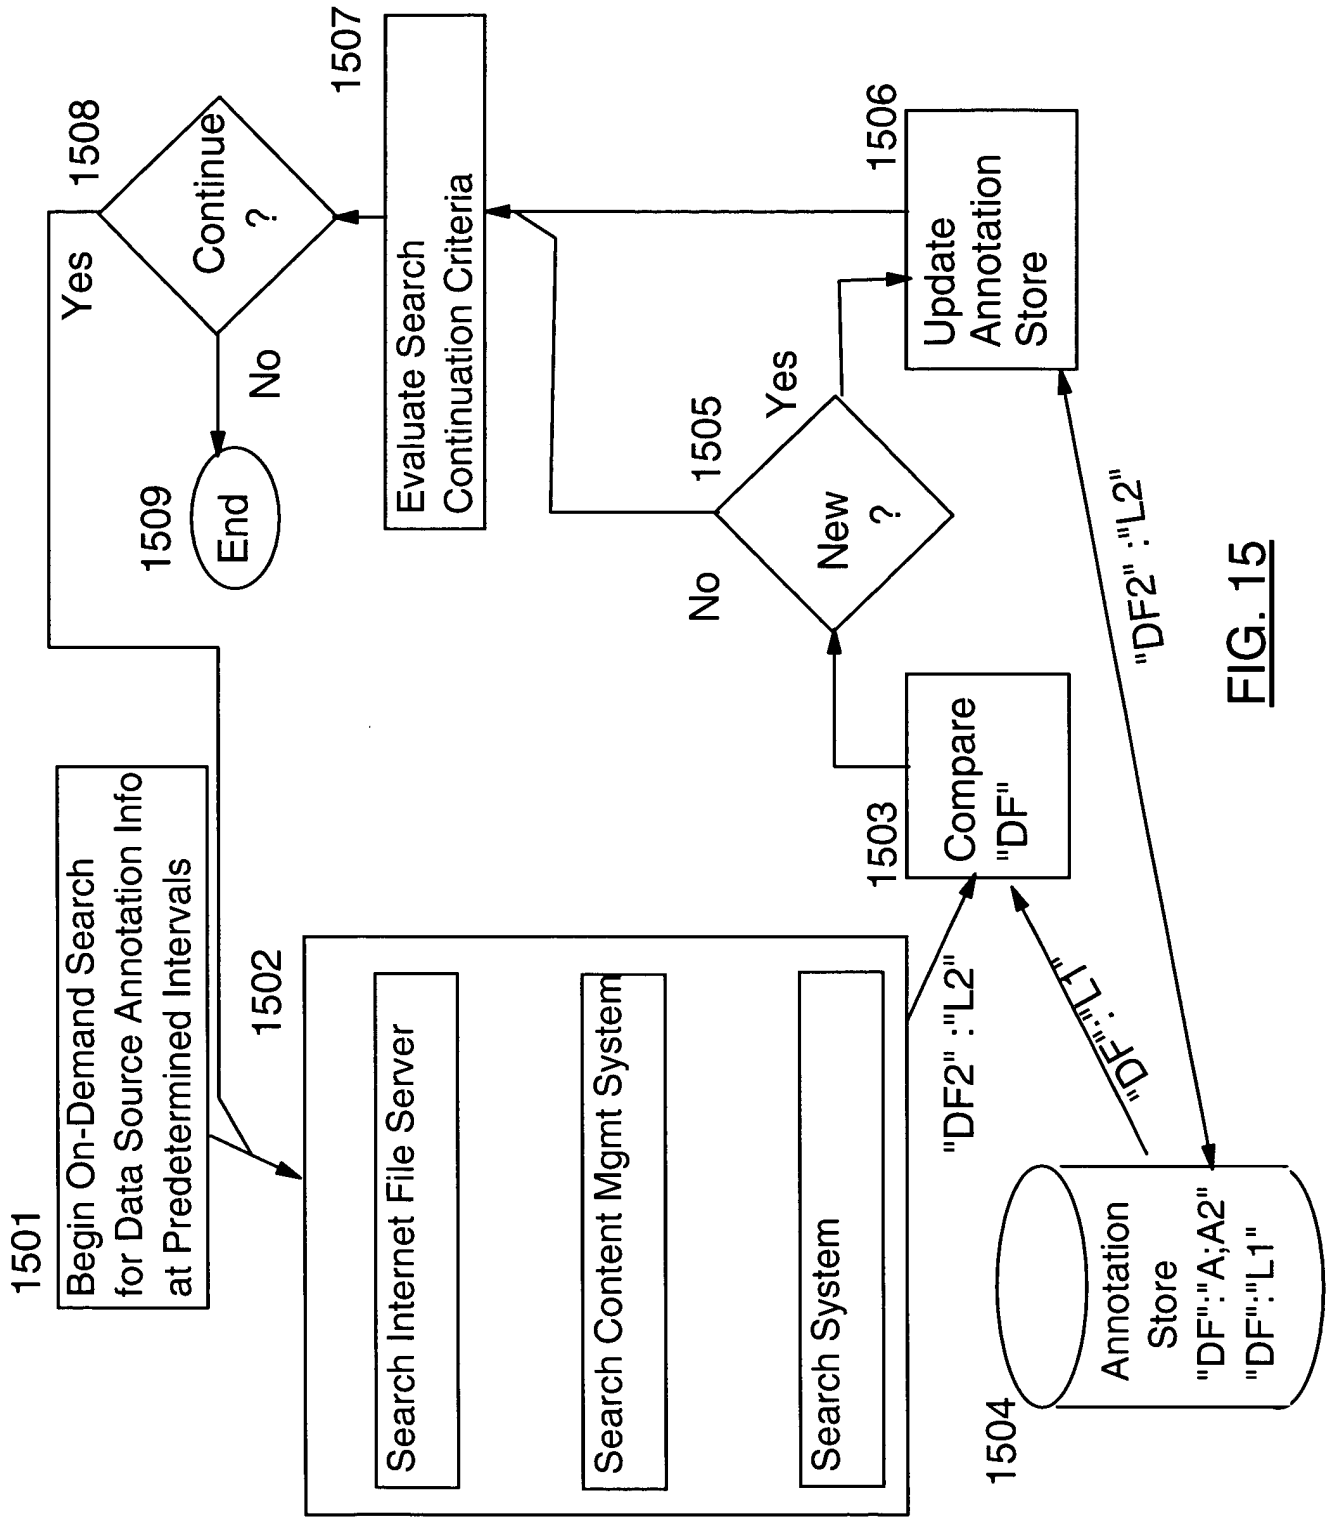 1501
Begin On-Demand Search
for Data Source Annotation Info
at Predetermined Intervals
1502
Search Internet File Server
Search Content Mgmt System
Search System
"DF2" :"L2"
1503
Compare
"DF"
1504
Annotation
Store
"DF":"A;A2"
"DF":"L1"
"DF":"L1"
1505
New
?
No
Yes
1506
Update
Annotation
Store
"DF2" :"L2"
1507
Evaluate Search
Continuation Criteria
1508
Continue
?
Yes
No
1509
End
FIG. 15